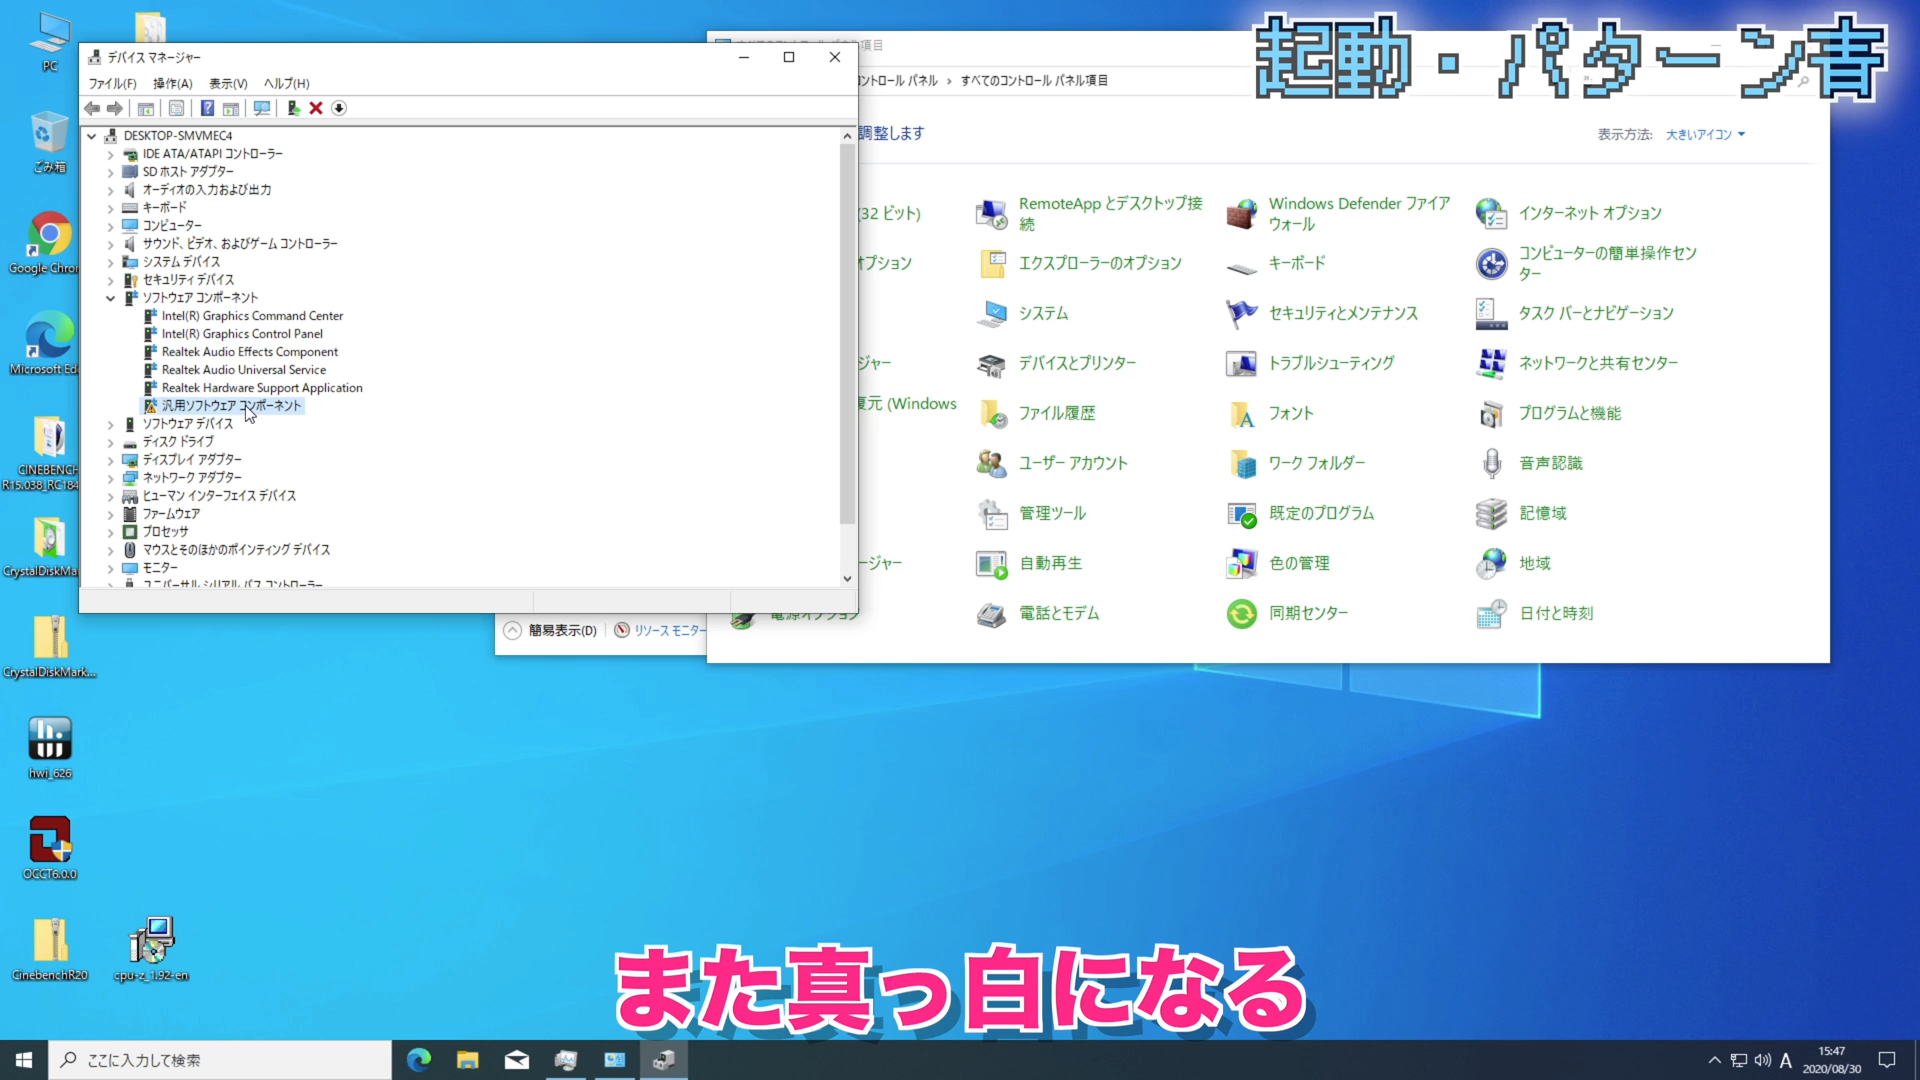 起動・パターン青
PC
ごみ箱
Google Chro
Microsoft Ed
CINEBENCH
R15.038_RC184
CrystalDiskMa
CrystalDiskMark...
hwi_626
OCCT6.0.0
CinebenchR20
cpu-z_1.92-en
デバイス マネージャー
ファイル(F)
操作(A)
表示(V)
ヘルプ(H)
DESKTOP-SMVMEC4
IDE ATA/ATAPI コントローラー
SD ホスト アダプター
オーディオの入力および出力
キーボード
コンピューター
サウンド、ビデオ、およびゲーム コントローラー
システム デバイス
セキュリティ デバイス
ソフトウェア コンポーネント
Intel(R) Graphics Command Center
Intel(R) Graphics Control Panel
Realtek Audio Effects Component
Realtek Audio Universal Service
Realtek Hardware Support Application
汎用ソフトウェア コンポーネント
ソフトウェア デバイス
ディスク ドライブ
ディスプレイ アダプター
ネットワーク アダプター
ヒューマン インターフェイス デバイス
ファームウェア
プロセッサ
マウスとそのほかのポインティング デバイス
モニター
ユニバーサル シリアル バス コントローラー
簡易表示(D)
リソース モニター
項目
ントロール パネル › すべてのコントロール パネル項目
調整します
表示方法: 大きいアイコン
(32 ビット)
RemoteApp とデスクトップ接続
Windows Defender ファイアウォール
インターネット オプション
オプション
エクスプローラーのオプション
キーボード
コンピューターの簡単操作センター
システム
セキュリティとメンテナンス
タスク バーとナビゲーション
ジャー
デバイスとプリンター
トラブルシューティング
ネットワークと共有センター
復元 (Windows
ファイル履歴
フォント
プログラムと機能
ユーザー アカウント
ワーク フォルダー
音声認識
管理ツール
既定のプログラム
記憶域
ージャー
自動再生
色の管理
地域
電源オプション
電話とモデム
同期センター
日付と時刻
また真っ白になる
ここに入力して検索
A
15:47
2020/08/30